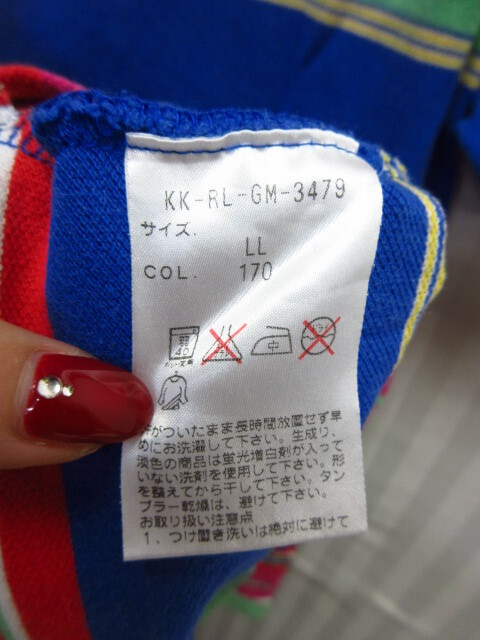 KK-RL-GM-3479
サイズ.
LL
COL. 170
弱
40
中
汗がついたまま長時間放置せず早
めにお洗濯して下さい。生成り、
淡色の商品は蛍光増白剤が入って
いない洗剤を使用して下さい。形
を整えてから干して下さい。タン
ブラー乾燥は、避けて下さい。
お取り扱い注意点
1、つけ置き洗いは絶対に避けて